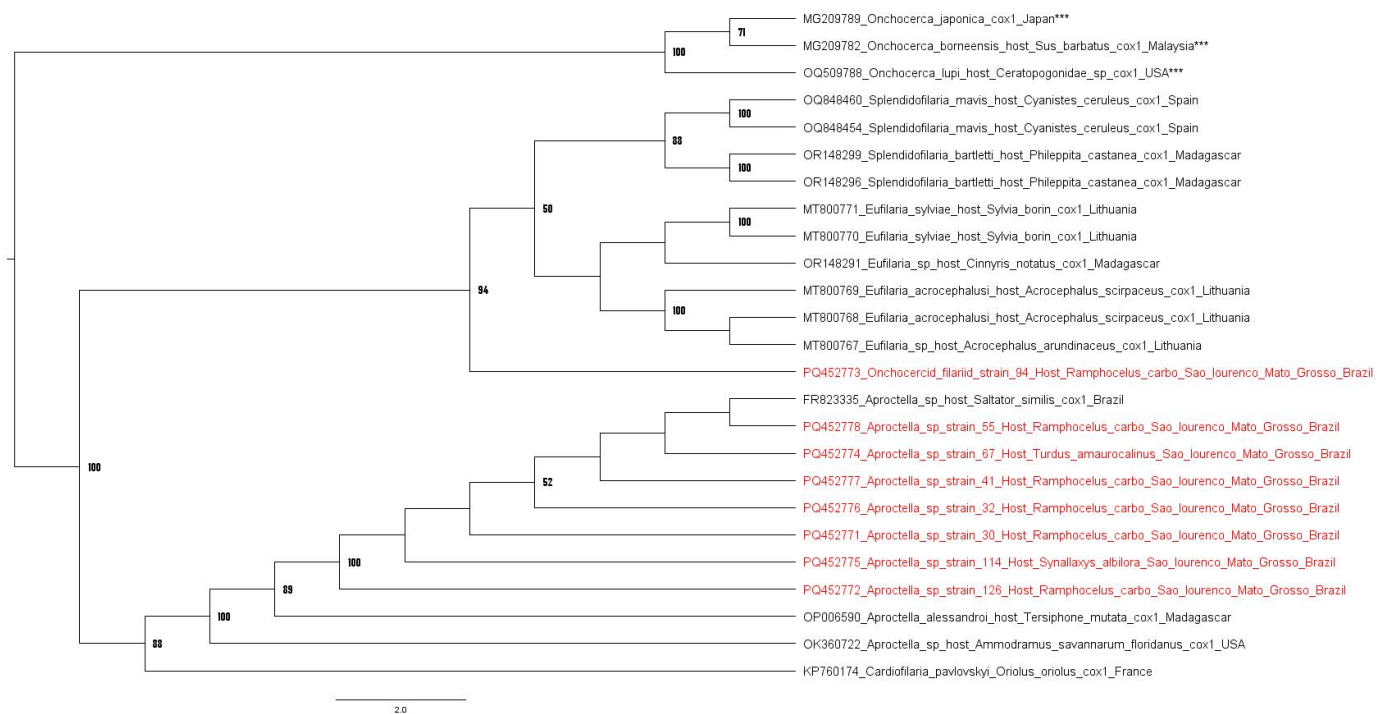 MG209789_Onchocerca_japonica_cox1_Japan***
71
MG209782_Onchocerca_borneensis_host_Sus_barbatus_cox1_Malaysia***
100
OQ509788_Onchocerca_lupi_host_Ceratopogonidae_sp_cox1_USA***
OQ848460_Splendidofilaria_mavis_host_Cyanistes_ceruleus_cox1_Spain
100
OQ848454_Splendidofilaria_mavis_host_Cyanistes_ceruleus_cox1_Spain
88
OR148299_Splendidofilaria_bartletti_host_Phileppita_castanea_cox1_Madagascar
100
OR148296_Splendidofilaria_bartletti_host_Phileppita_castanea_cox1_Madagascar
50
MT800771_Eufilaria_sylviae_host_Sylvia_borin_cox1_Lithuania
100
MT800770_Eufilaria_sylviae_host_Sylvia_borin_cox1_Lithuania
OR148291_Eufilaria_sp_host_Cinnyris_notatus_cox1_Madagascar
94
MT800769_Eufilaria_acrocephalusi_host_Acrocephalus_scirpaceus_cox1_Lithuania
100
MT800768_Eufilaria_acrocephalusi_host_Acrocephalus_scirpaceus_cox1_Lithuania
MT800767_Eufilaria_sp_host_Acrocephalus_arundinaceus_cox1_Lithuania
PQ452773_Onchocercid_filariid_strain_94_Host_Ramphocelus_carbo_Sao_lourenco_Mato_Grosso_Brazil
FR823335_Aproctella_sp_host_Saltator_similis_cox1_Brazil
PQ452778_Aproctella_sp_strain_55_Host_Ramphocelus_carbo_Sao_lourenco_Mato_Grosso_Brazil
PQ452774_Aproctella_sp_strain_67_Host_Turdus_amaurocalinus_Sao_lourenco_Mato_Grosso_Brazil
100
52
PQ452777_Aproctella_sp_strain_41_Host_Ramphocelus_carbo_Sao_lourenco_Mato_Grosso_Brazil
PQ452776_Aproctella_sp_strain_32_Host_Ramphocelus_carbo_Sao_lourenco_Mato_Grosso_Brazil
PQ452771_Aproctella_sp_strain_30_Host_Ramphocelus_carbo_Sao_lourenco_Mato_Grosso_Brazil
100
PQ452775_Aproctella_sp_strain_114_Host_Synallaxys_albilora_Sao_lourenco_Mato_Grosso_Brazil
89
PQ452772_Aproctella_sp_strain_126_Host_Ramphocelus_carbo_Sao_lourenco_Mato_Grosso_Brazil
100
OP006590_Aproctella_alessandroi_host_Tersiphone_mutata_cox1_Madagascar
88
OK360722_Aproctella_sp_host_Ammodramus_savannarum_floridanus_cox1_USA
KP760174_Cardiofilaria_pavlovskyi_Oriolus_oriolus_cox1_France
2.0